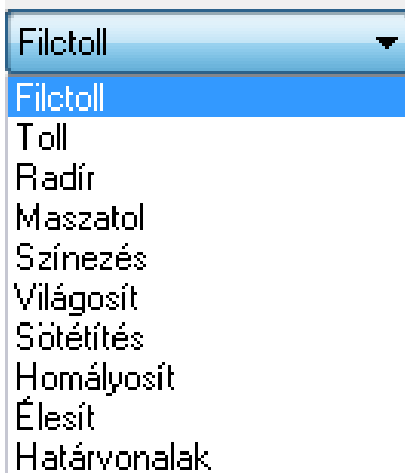 Filctoll
Filctoll
Toll
Radír
Maszatol
Színezés
Világosít
Sötétítés
Homályosít
Élesít
Határvonalak